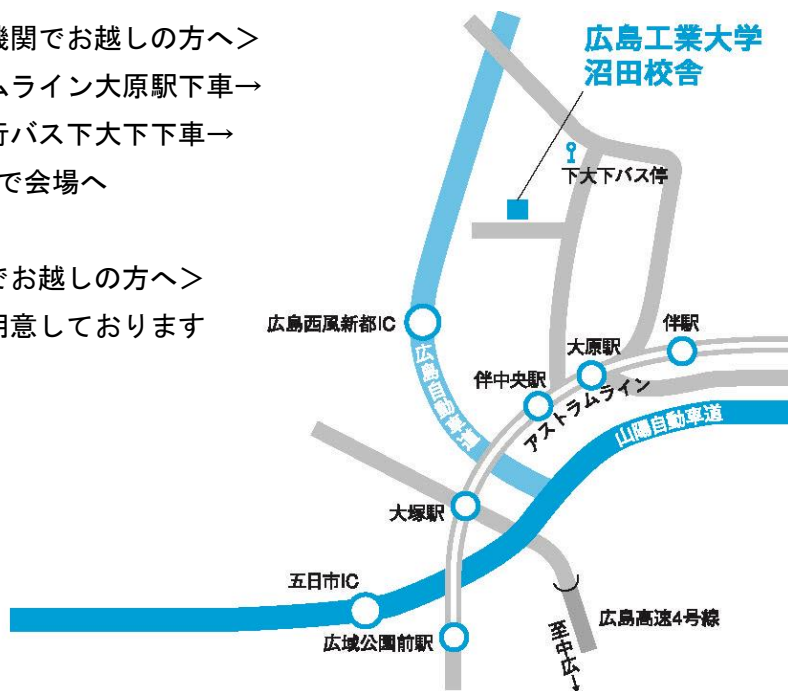 機関でお越しの方へ＞
ムライン大原駅下車→
行バス下大下下車→
で会場へ
でお越しの方へ＞
用意しております
広島工業大学
沼田校舎
下大下バス停
広島西風新都IC
広島自動車道
伴駅
大原駅
伴中央駅
アストラムライン
山陽自動車道
大塚駅
五日市IC
広域公園前駅
広島高速4号線
至中広→